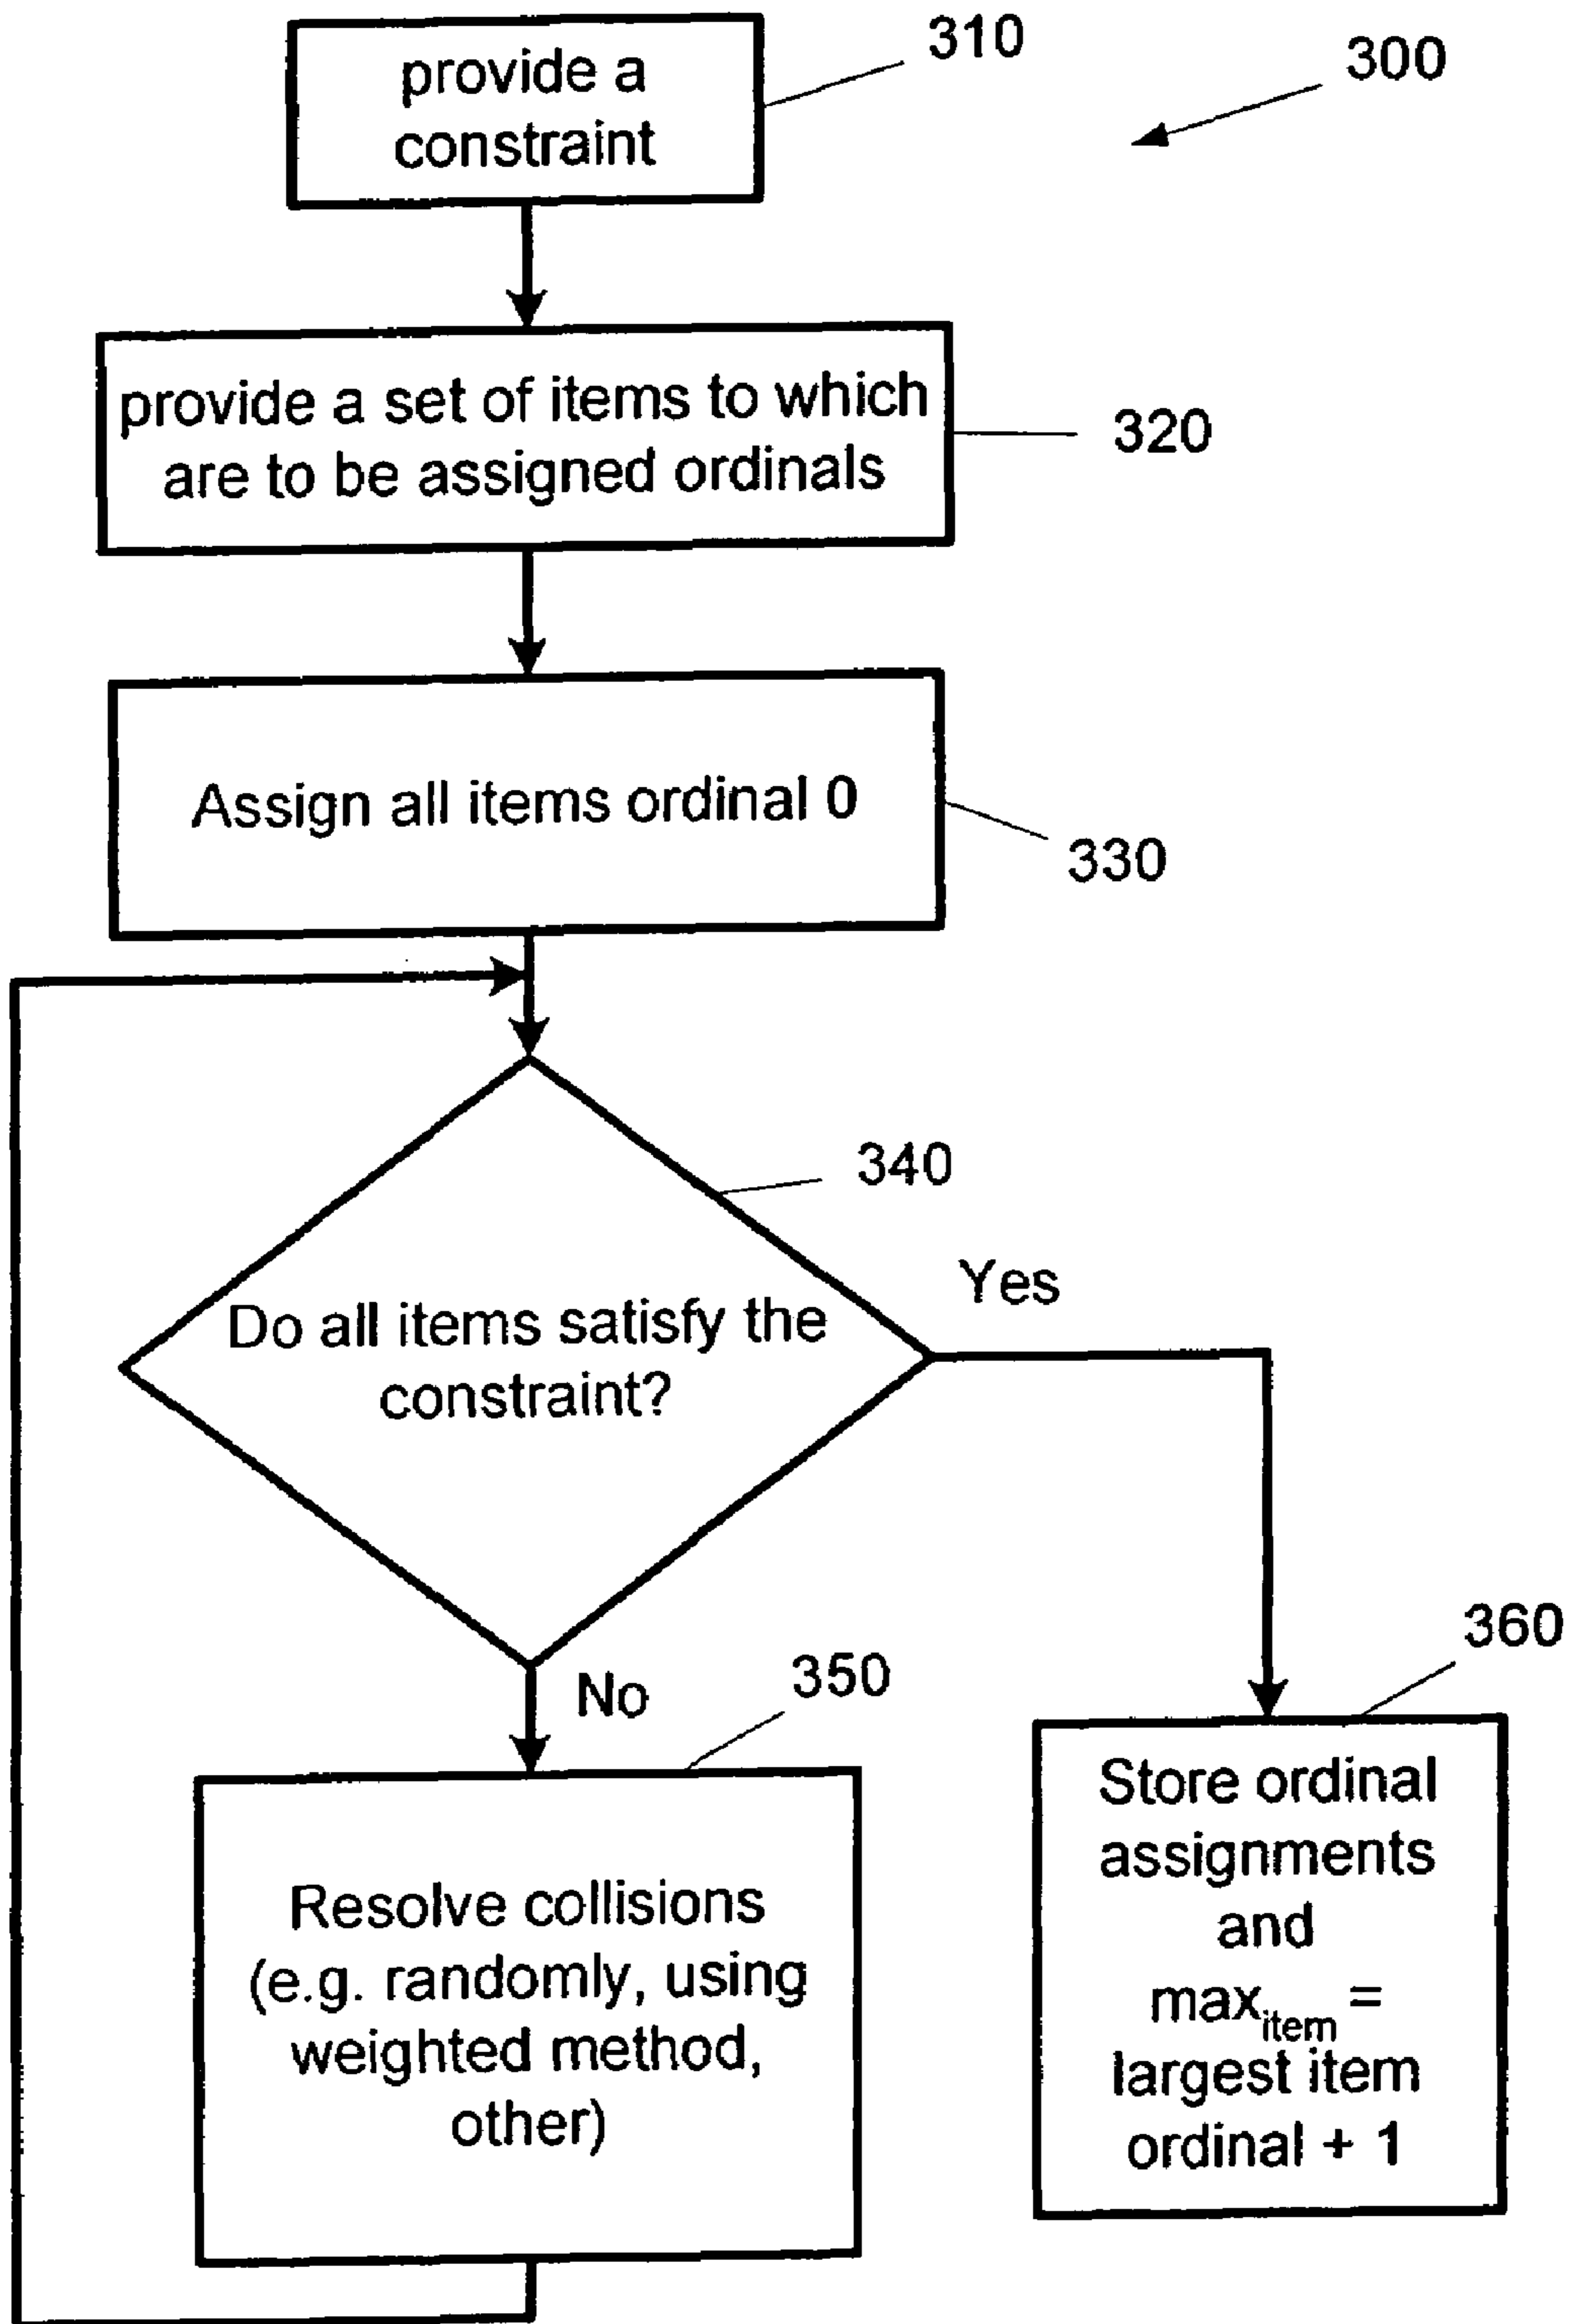 310
300
provide a
constraint
provide a set of items to which
are to be assigned ordinals
320
Assign all items ordinal 0
330
340
Yes
Do all items satisfy the
constraint?
No
350
360
Resolve collisions
(e.g. randomly, using
weighted method,
other)
Store ordinal
assignments
and
max_item =
largest item
ordinal + 1